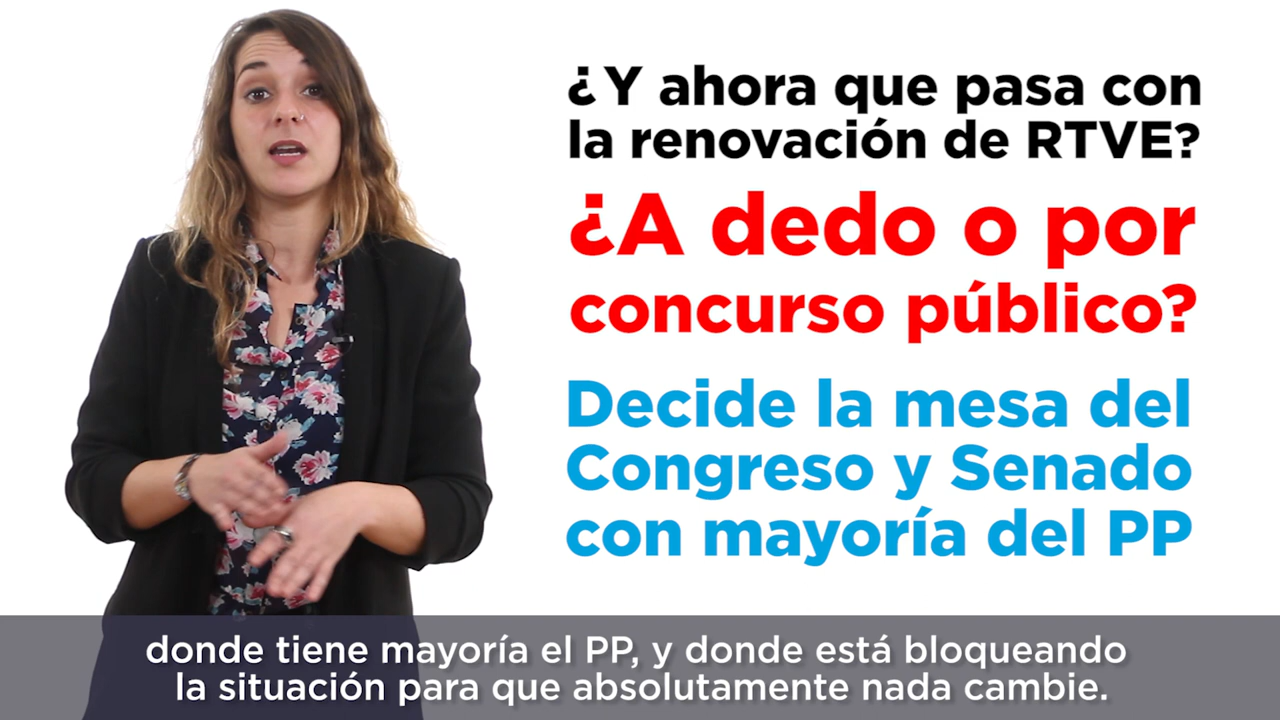 ¿Y ahora que pasa con
la renovación de RTVE?
¿A dedo o por
concurso público?
Decide la mesa del
Congreso y Senado
con mayoría del PP
donde tiene mayoría el PP, y donde está bloqueando
la situación para que absolutamente nada cambie.